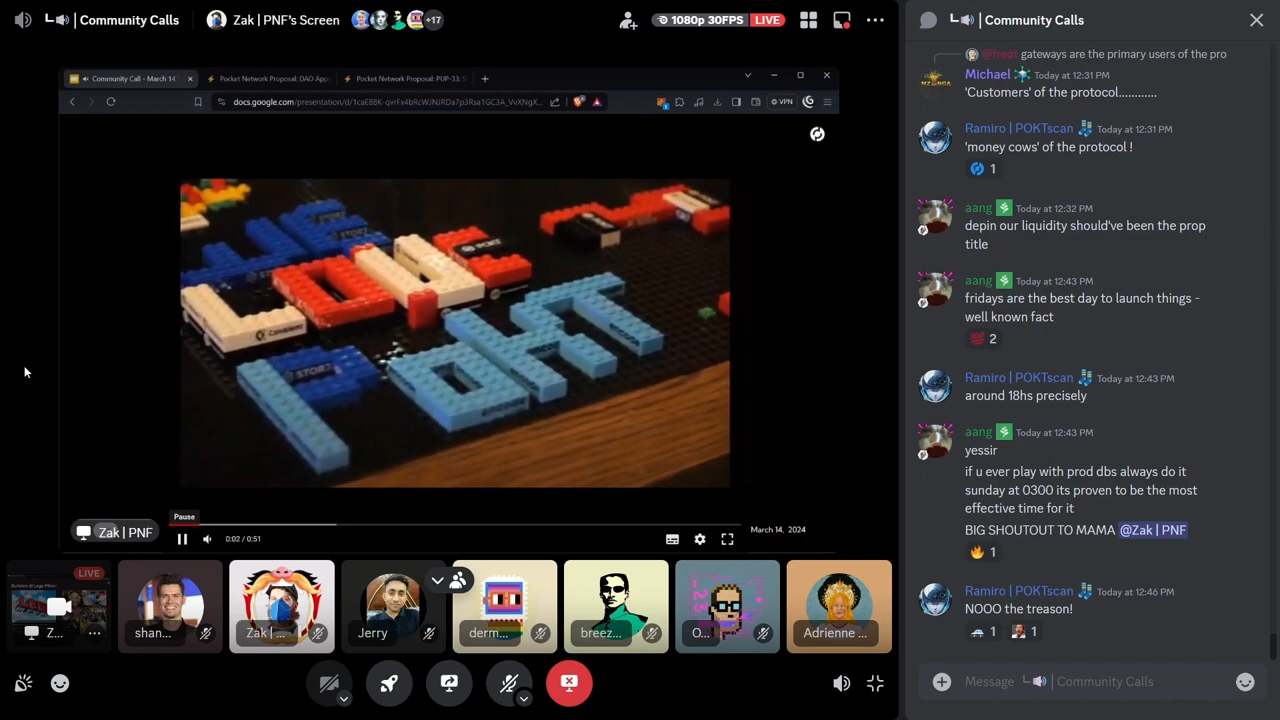 Community Calls
Zak | PNF's Screen
+17
1080p 30FPS
LIVE
Community Call - March 14
Pocket Network Proposal: DAO App
Pocket Network Proposal: PUP-33: S
VPN
LOVE
POKT
STORJ
Zak | PNF
Pause
0:02 / 0:51
March 14, 2024
LIVE
Z...
shan...
Zak | ...
Jerry
derm...
breez...
O...
Adrienne ...
Community Calls
gateways are the primary users of the pro
Michael Today at 12:31 PM
'Customers' of the protocol............
Ramiro | POKTscan Today at 12:31 PM
'money cows' of the protocol !
1
aang Today at 12:32 PM
depin our liquidity should've been the prop
title
aang Today at 12:43 PM
fridays are the best day to launch things -
well known fact
2
Ramiro | POKTscan Today at 12:43 PM
around 18hs precisely
aang Today at 12:43 PM
yessir
if u ever play with prod dbs always do it
sunday at 0300 its proven to be the most
effective time for it
BIG SHOUTOUT TO MAMA @Zak | PNF
1
Ramiro | POKTscan Today at 12:46 PM
NOOO the treason!
1 1
Message Community Calls